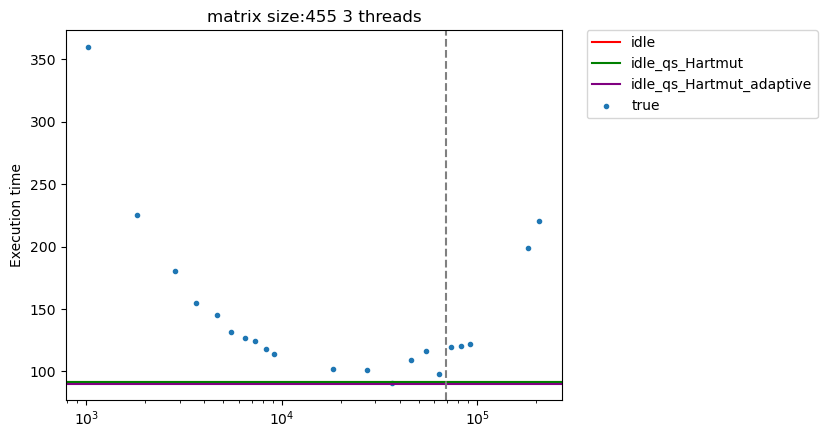 matrix size:455 3 threads
Execution time
350
300
250
200
150
100
10³
10⁴
10⁵
idle
idle_qs_Hartmut
idle_qs_Hartmut_adaptive
true